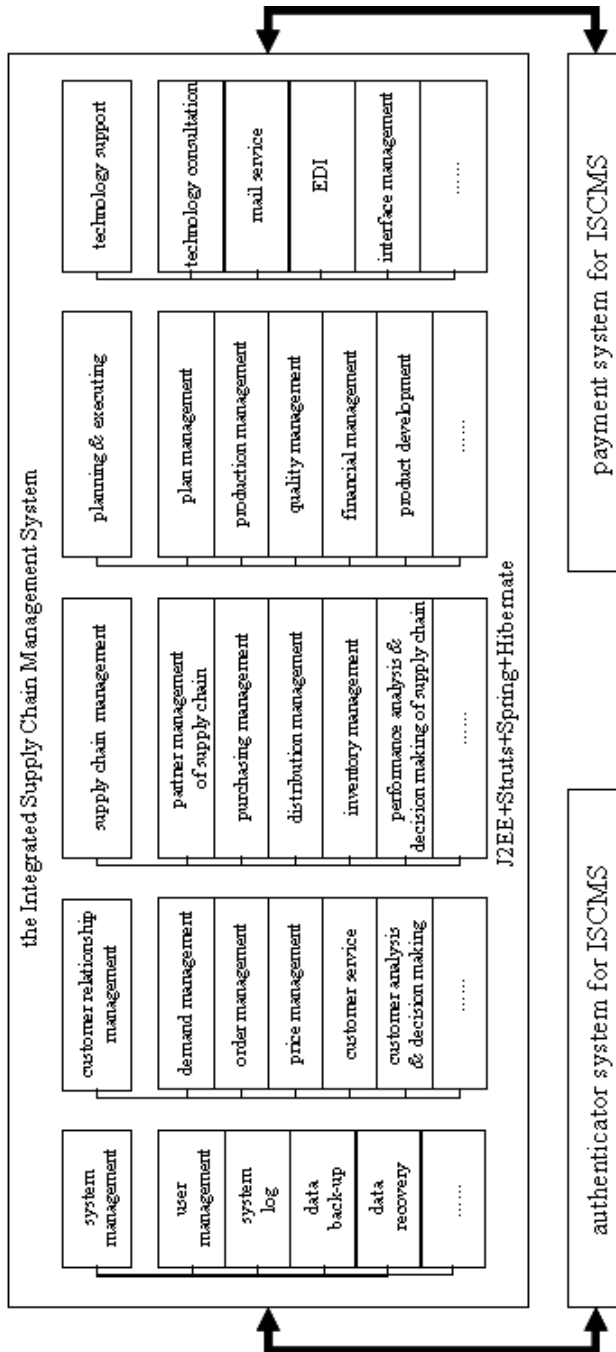 the Integrated Supply Chain Management System
system
management
user
management
system
log
data
back-up
data
recovery
......
customer relationship
management
demand management
order management
price management
customer service
customer analysis
& decision making
......
supply chain management
partner management
of supply chain
purchasing management
distribution management
inventory management
performance analysis &
decision making of supply chain
......
planning & executing
plan management
production management
quality management
financial management
product development
......
technology support
technology consultation
mail service
EDI
interface management
......
J2EE+Struts+Spring+Hibernate
authenticator system for ISCMS
payment system for ISCMS